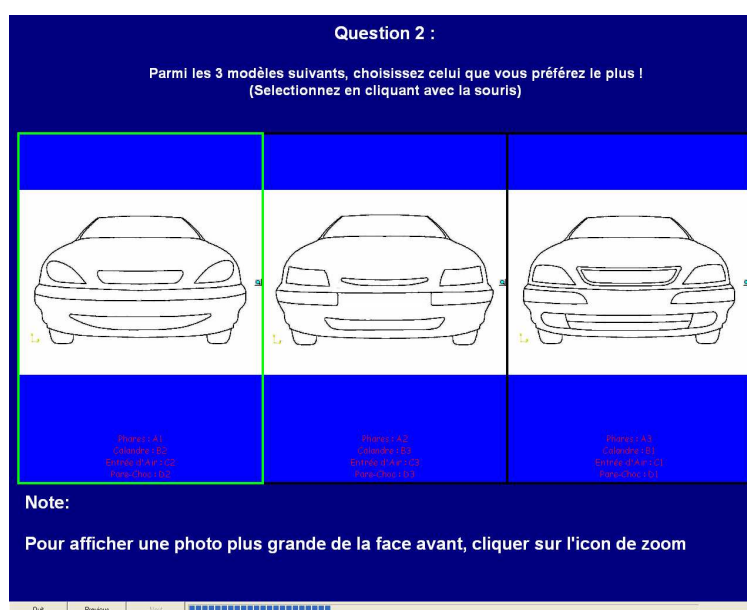 Question 2 :
Parmi les 3 modèles suivants, choisissez celui que vous préférez le plus !
(Selectionnez en cliquant avec la souris)
Phares : A1
Calandre : B2
Entrée d'Air : C2
Pare-Choc : D2
Phares : A2
Calandre : B3
Entrée d'Air : C3
Pare-Choc : D3
Phares : A3
Calandre : B1
Entrée d'Air : C1
Pare-Choc : D1
Note:
Pour afficher une photo plus grande de la face avant, cliquer sur l'icon de zoom
Quit
Previous
Next